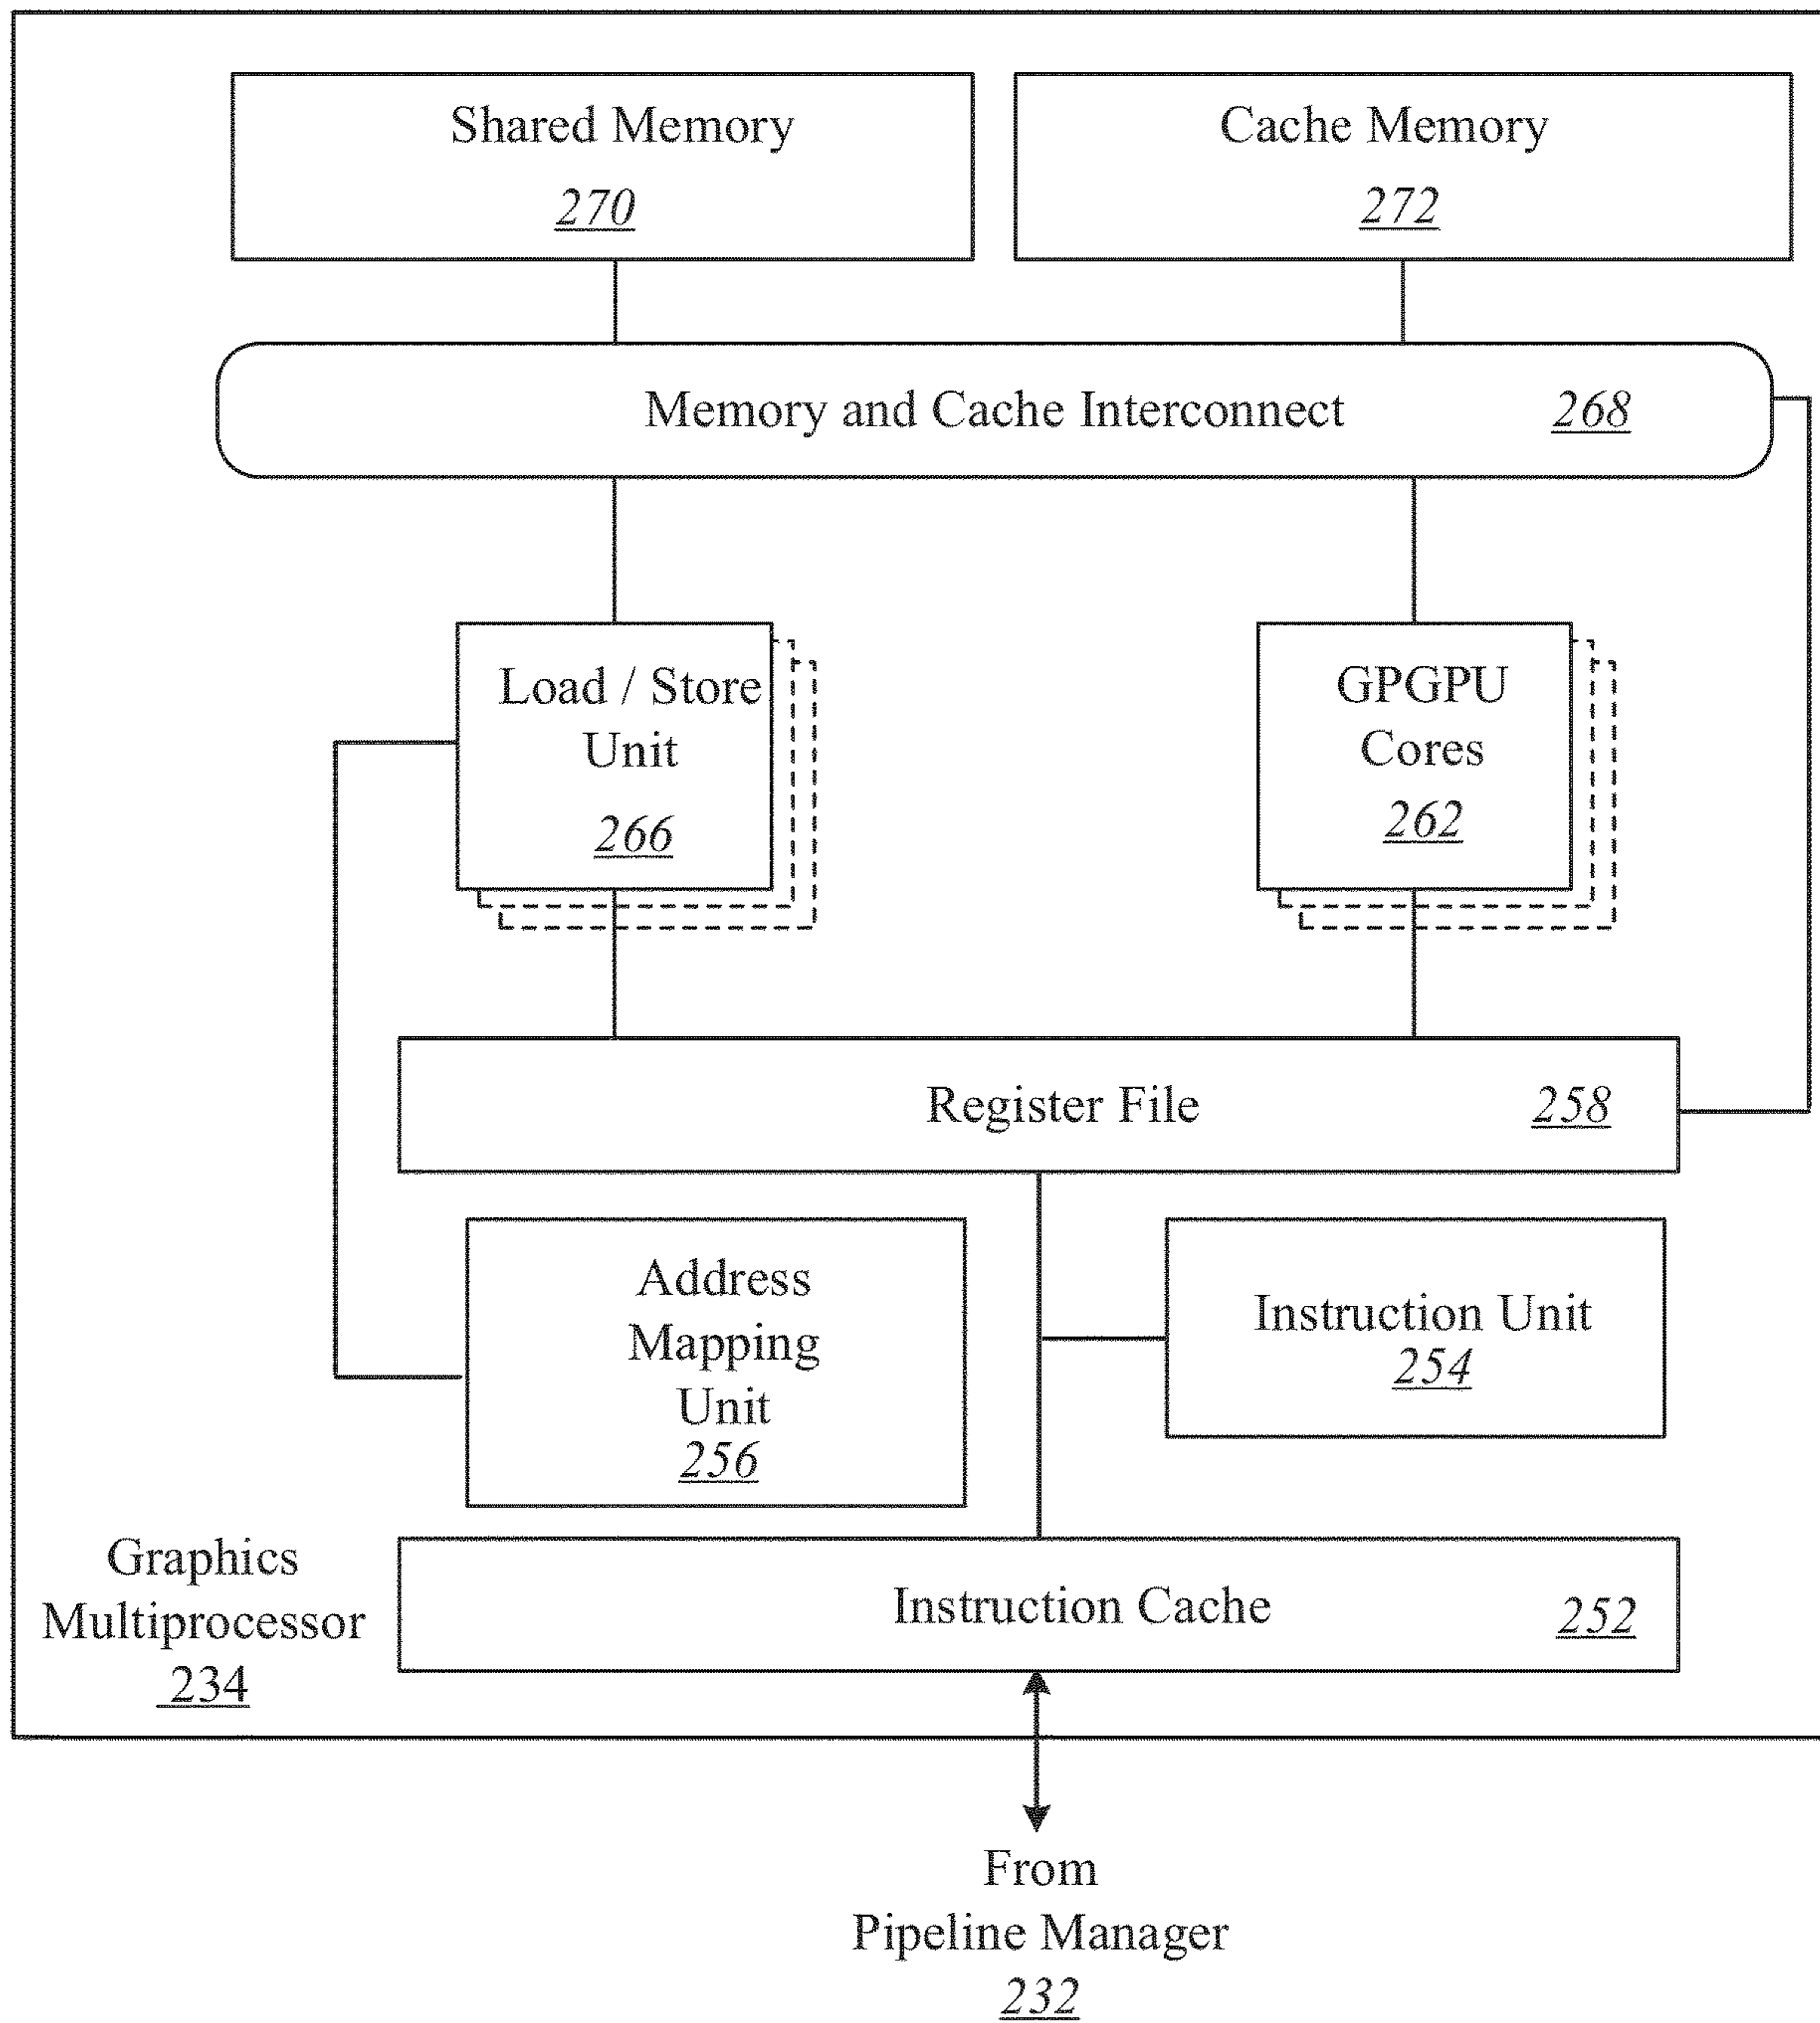 Shared Memory
270
Cache Memory
272
Memory and Cache Interconnect 268
Load / Store
Unit
266
GPGPU
Cores
262
Register File 258
Address
Mapping
Unit
256
Instruction Unit
254
Graphics
Multiprocessor
234
Instruction Cache 252
From
Pipeline Manager
232